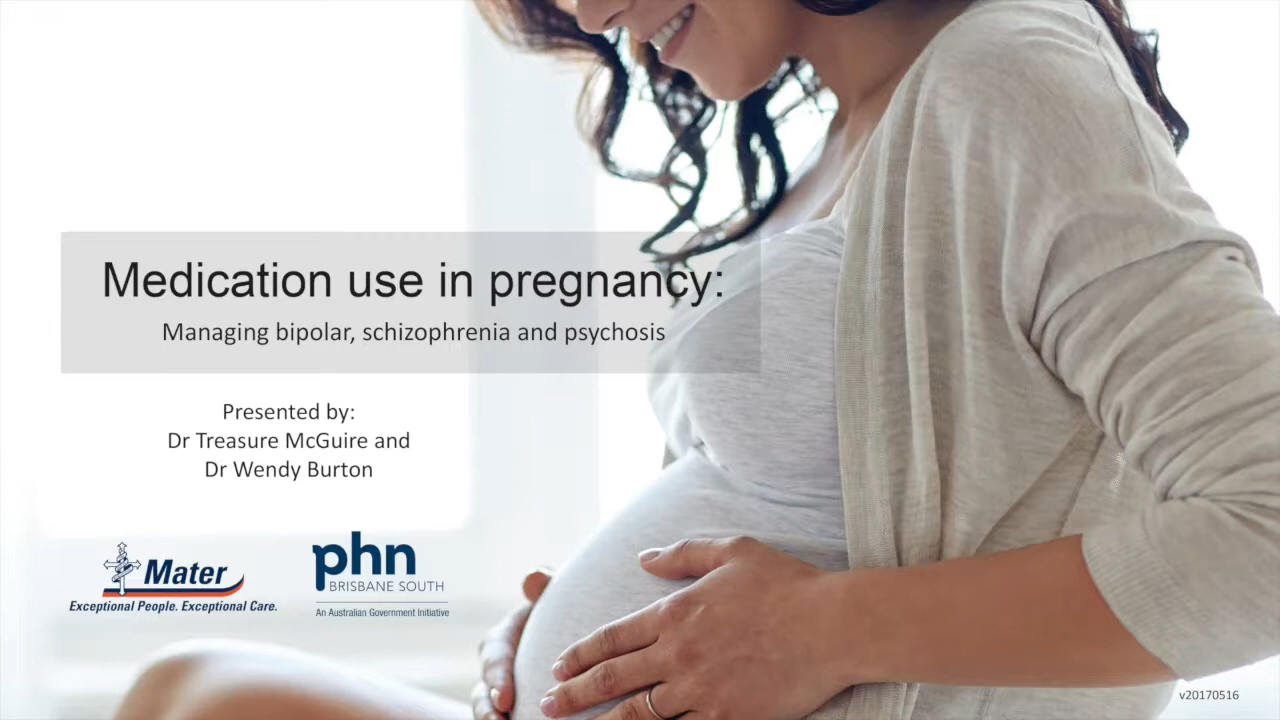 Medication use in pregnancy:
Managing bipolar, schizophrenia and psychosis
Presented by:
Dr Treasure McGuire and
Dr Wendy Burton
Mater
Exceptional People. Exceptional Care.
phn
BRISBANE SOUTH
An Australian Government Initiative
v20170516